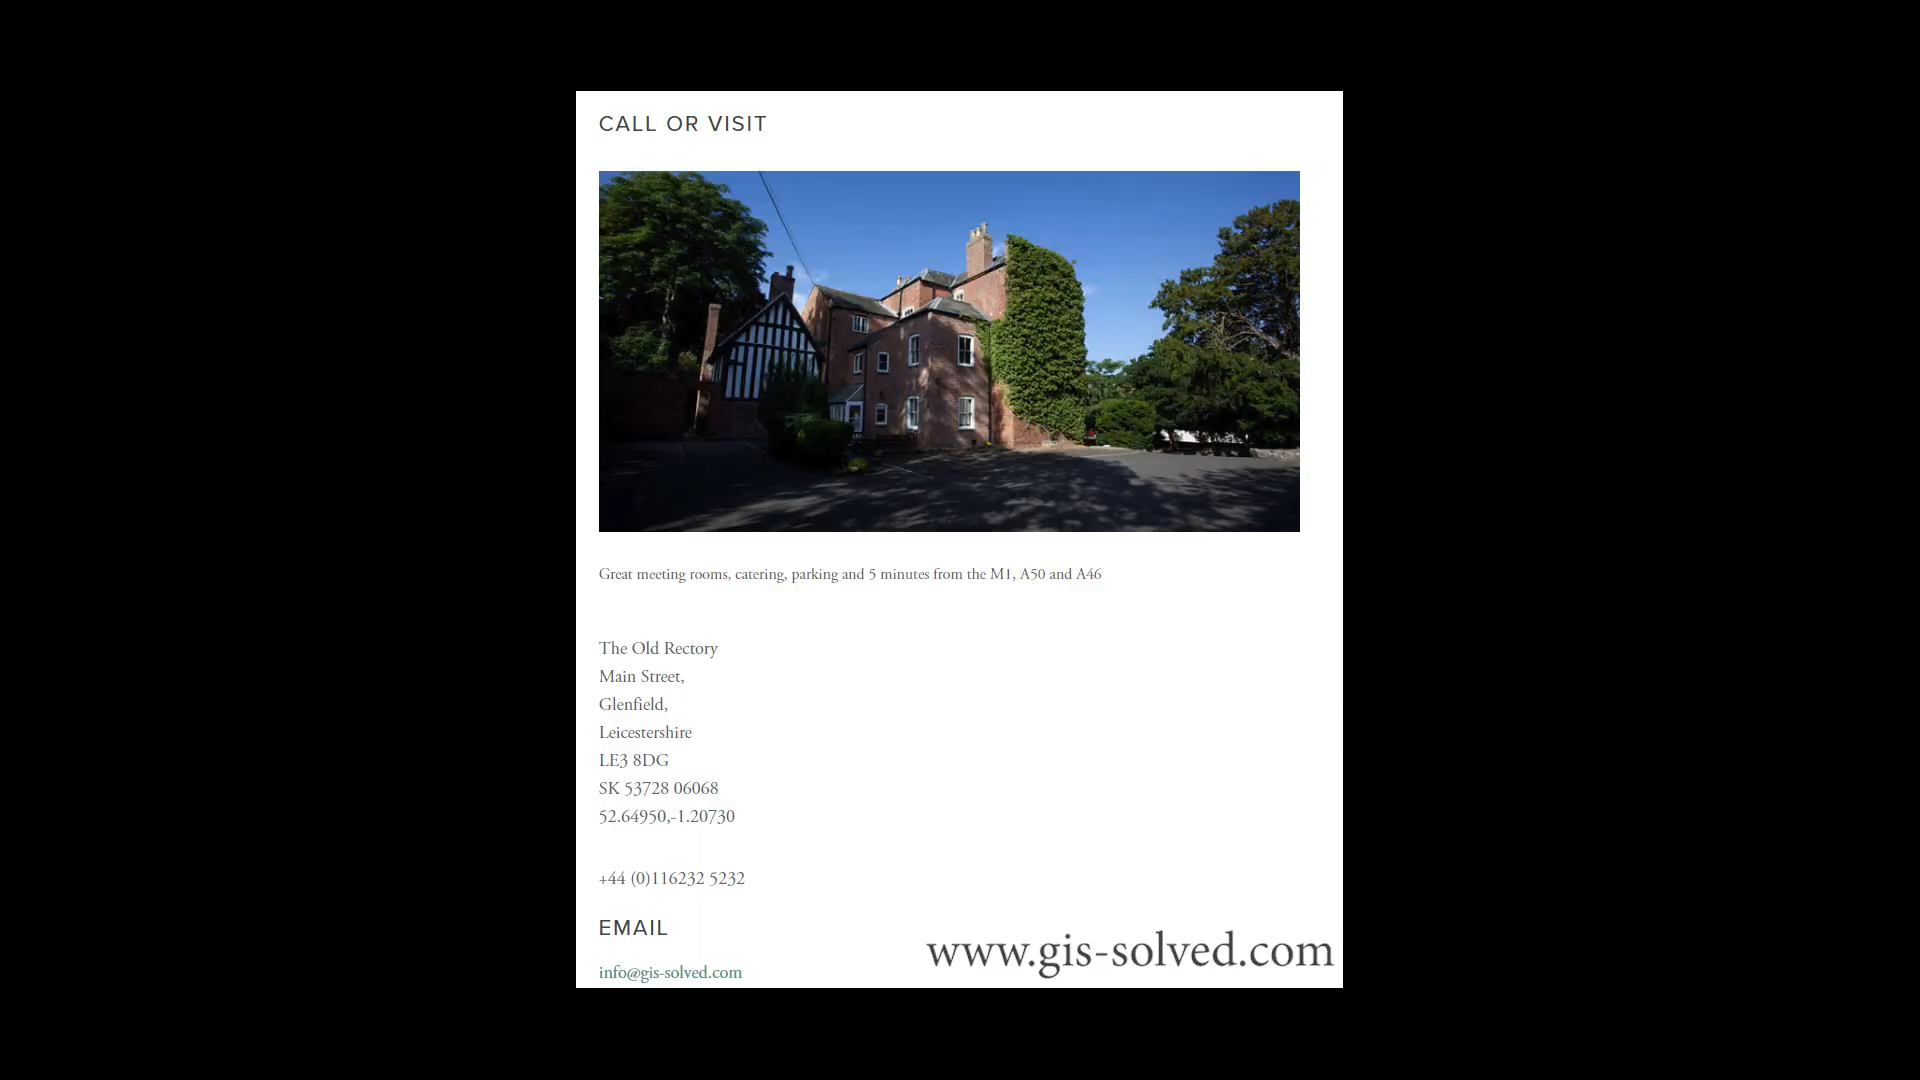 CALL OR VISIT
Great meeting rooms, catering, parking and 5 minutes from the M1, A50 and A46
The Old Rectory
Main Street,
Glenfield,
Leicestershire
LE3 8DG
SK 53728 06068
52.64950,-1.20730
+44 (0)116232 5232
EMAIL
www.gis-solved.com
info@gis-solved.com